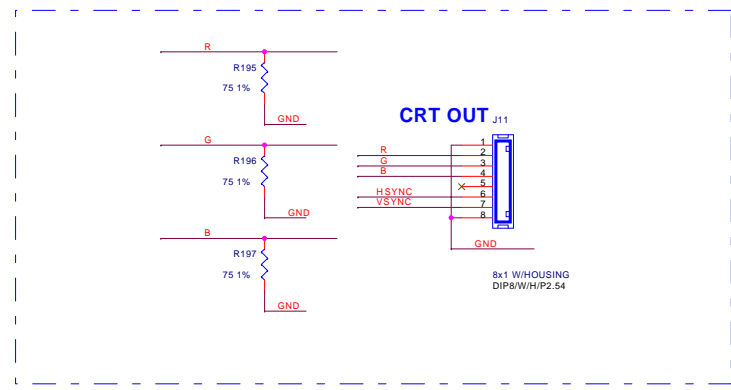 R
R195
75 1%
GND
G
R196
75 1%
GND
B
R197
75 1%
GND
CRT OUT J11
1
R 2
G 3
B 4
5
HSYNC 6
VSYNC 7
8
GND
8x1 W/HOUSING
DIP8/W/H/P2.54